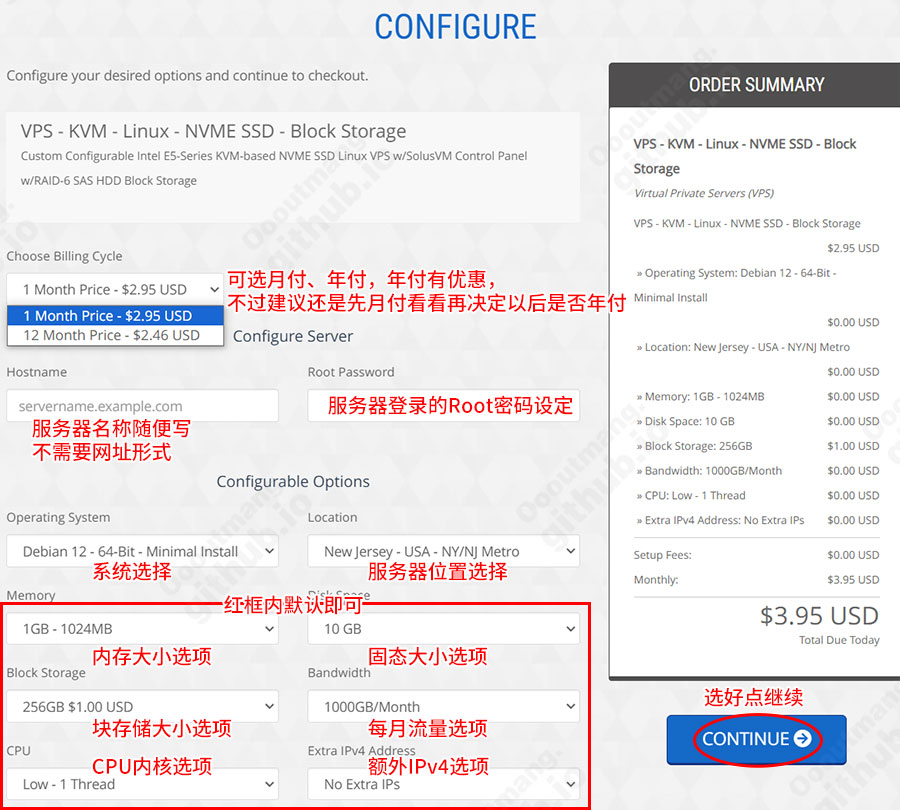 CONFIGURE
Configure your desired options and continue to checkout.
VPS - KVM - Linux - NVME SSD - Block Storage
Custom Configurable Intel E5-Series KVM-based NVME SSD Linux VPS w/SolusVM Control Panel
w/RAID-6 SAS HDD Block Storage
Choose Billing Cycle
1 Month Price - $2.95 USD
1 Month Price - $2.95 USD
12 Month Price - $2.46 USD
可选月付、年付，年付有优惠，
不过建议还是先月付看看再决定以后是否年付
Configure Server
Hostname
servername.example.com
服务器名称随便写
不需要网址形式
Root Password
服务器登录的Root密码设定
Configurable Options
Operating System
Debian 12 - 64-Bit - Minimal Install
系统选择
Location
New Jersey - USA - NY/NJ Metro
服务器位置选择
红框内默认即可
Memory
1GB - 1024MB
内存大小选项
Disk Space
10 GB
固态大小选项
Block Storage
256GB $1.00 USD
块存储大小选项
Bandwidth
1000GB/Month
每月流量选项
CPU
CPU内核选项
Low - 1 Thread
Extra IPv4 Address
额外IPv4选项
No Extra IPs
ORDER SUMMARY
VPS - KVM - Linux - NVME SSD - Block
Storage
Virtual Private Servers (VPS)
VPS - KVM - Linux - NVME SSD - Block Storage
$2.95 USD
» Operating System: Debian 12 - 64-Bit -
Minimal Install
$0.00 USD
» Location: New Jersey - USA - NY/NJ Metro
$0.00 USD
» Memory: 1GB - 1024MB $0.00 USD
» Disk Space: 10 GB $0.00 USD
» Block Storage: 256GB $1.00 USD
» Bandwidth: 1000GB/Month $0.00 USD
» CPU: Low - 1 Thread $0.00 USD
» Extra IPv4 Address: No Extra IPs $0.00 USD
Setup Fees: $0.00 USD
Monthly: $3.95 USD
$3.95 USD
Total Due Today
选好点继续
CONTINUE